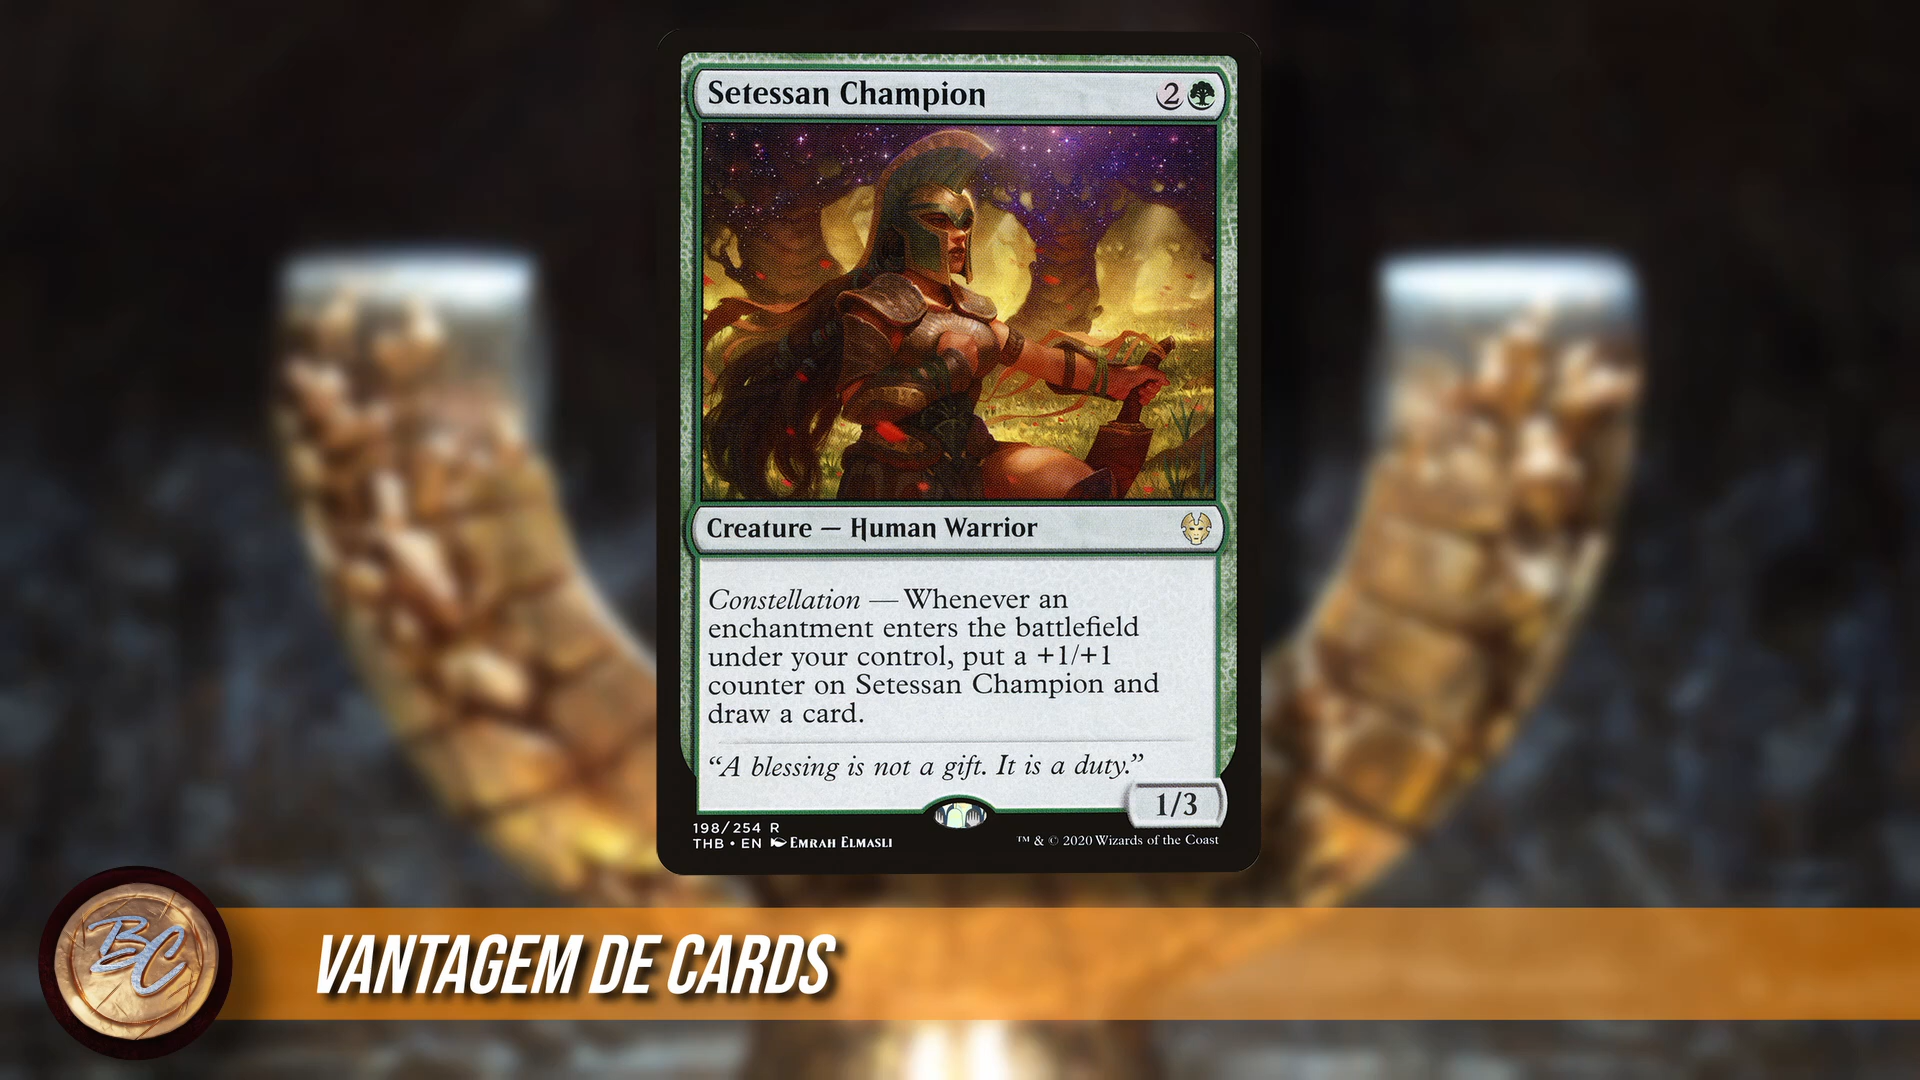 Setessan Champion
2
Creature — Human Warrior
Constellation — Whenever an
enchantment enters the battlefield
under your control, put a +1/+1
counter on Setessan Champion and
draw a card.
“A blessing is not a gift. It is a duty.”
1/3
198/254 R
THB • EN EMRAH ELMASLI
™ & © 2020 Wizards of the Coast
BC
VANTAGEM DE CARDS